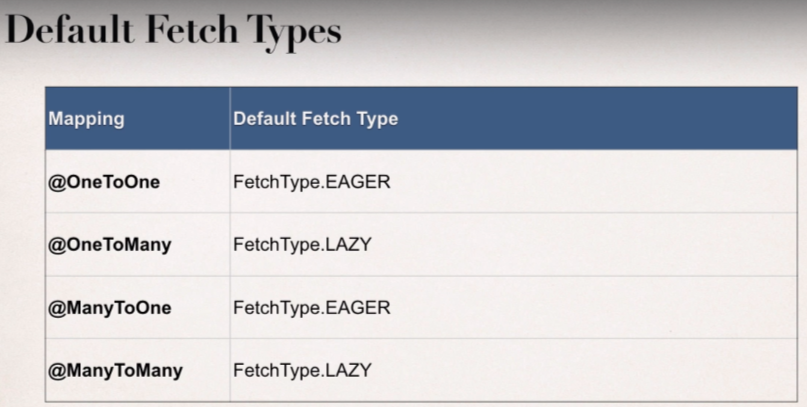 Default Fetch Types
Mapping Default Fetch Type
@OneToOne FetchType.EAGER
@OneToMany FetchType.LAZY
@ManyToOne FetchType.EAGER
@ManyToMany FetchType.LAZY